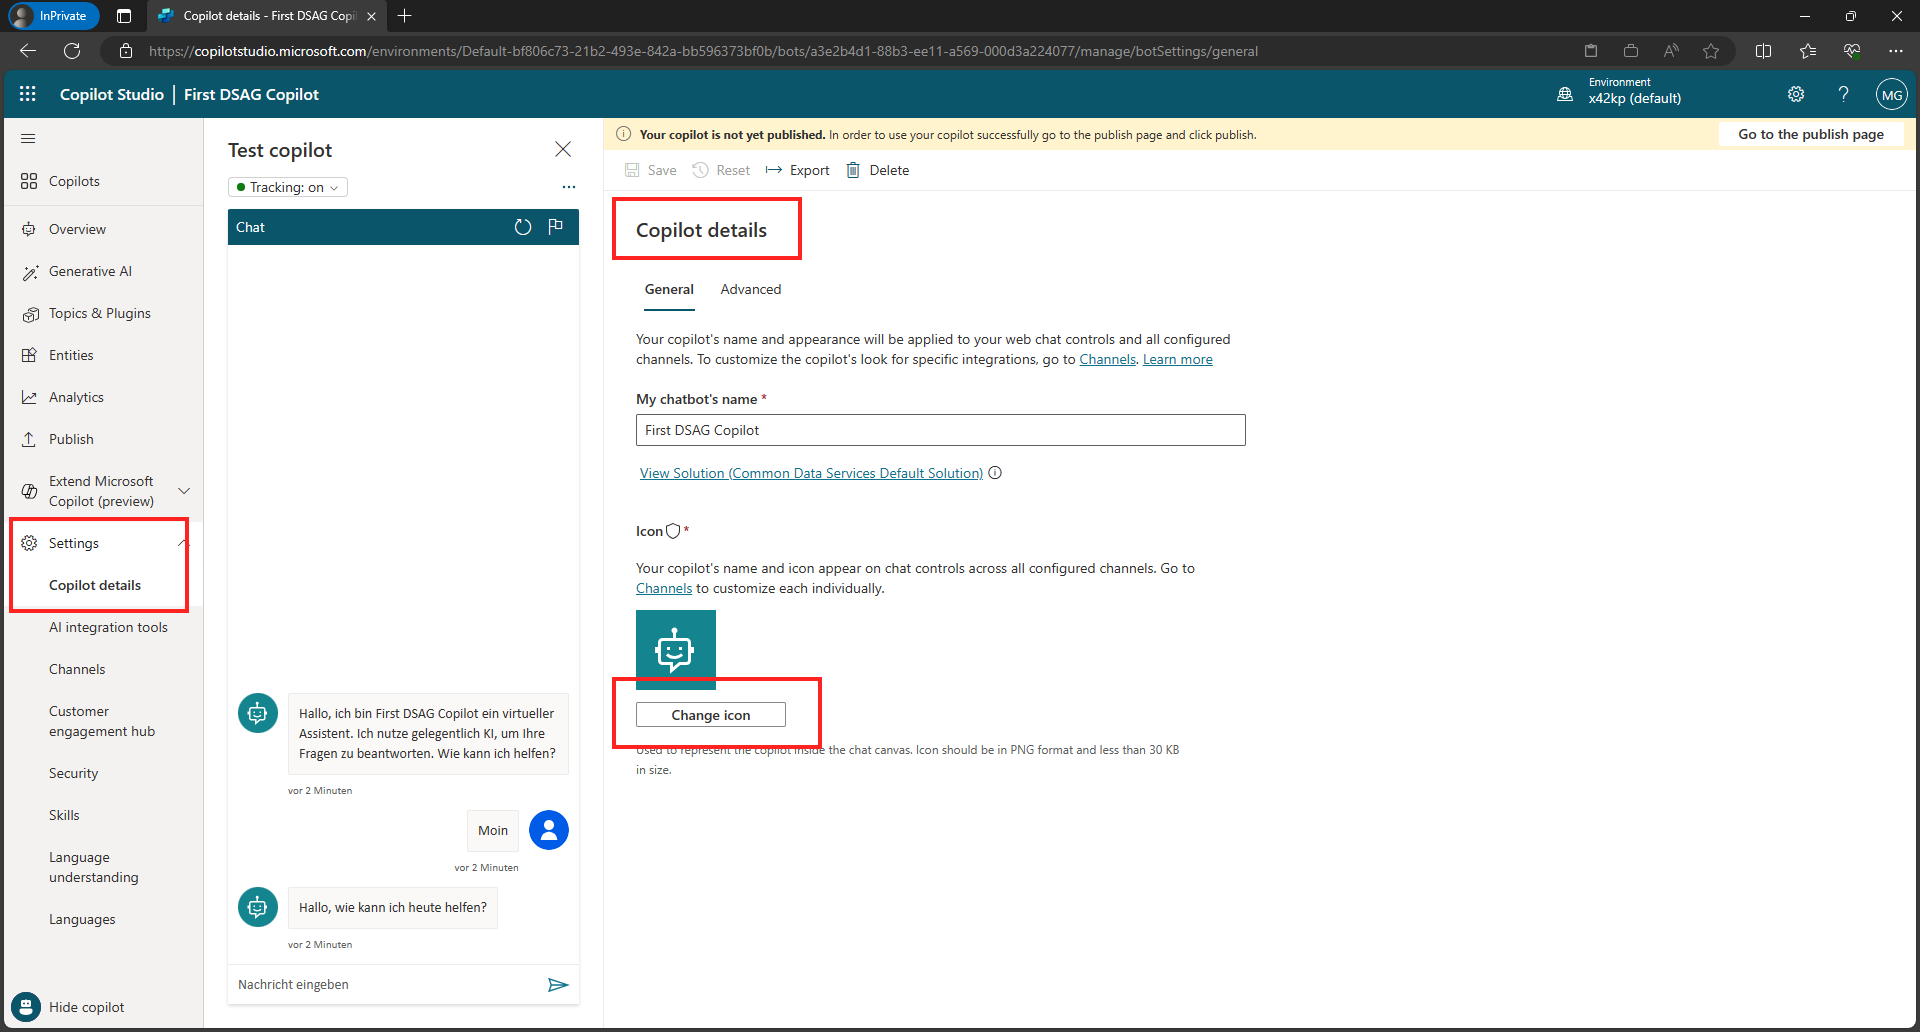 InPrivate
Copilot details - First DSAG Copil
https://copilotstudio.microsoft.com/environments/Default-bf806c73-21b2-493e-842a-bb596373bf0b/bots/a3e2b4d1-88b3-ee11-a569-000d3a224077/manage/botSettings/general
Copilot Studio | First DSAG Copilot
Environment
x42kp (default)
MG
Copilots
Overview
Generative AI
Topics & Plugins
Entities
Analytics
Publish
Extend Microsoft
Copilot (preview)
Settings
Copilot details
AI integration tools
Channels
Customer
engagement hub
Security
Skills
Language
understanding
Languages
Hide copilot
Test copilot
Tracking: on
Chat
Hallo, ich bin First DSAG Copilot ein virtueller
Assistent. Ich nutze gelegentlich KI, um Ihre
Fragen zu beantworten. Wie kann ich helfen?
vor 2 Minuten
Moin
vor 2 Minuten
Hallo, wie kann ich heute helfen?
vor 2 Minuten
Nachricht eingeben
Your copilot is not yet published. In order to use your copilot successfully go to the publish page and click publish.
Go to the publish page
Save
Reset
Export
Delete
Copilot details
General
Advanced
Your copilot's name and appearance will be applied to your web chat controls and all configured
channels. To customize the copilot's look for specific integrations, go to Channels. Learn more
My chatbot's name *
First DSAG Copilot
View Solution (Common Data Services Default Solution)
Icon *
Your copilot's name and icon appear on chat controls across all configured channels. Go to
Channels to customize each individually.
Change icon
Used to represent the copilot inside the chat canvas. Icon should be in PNG format and less than 30 KB
in size.